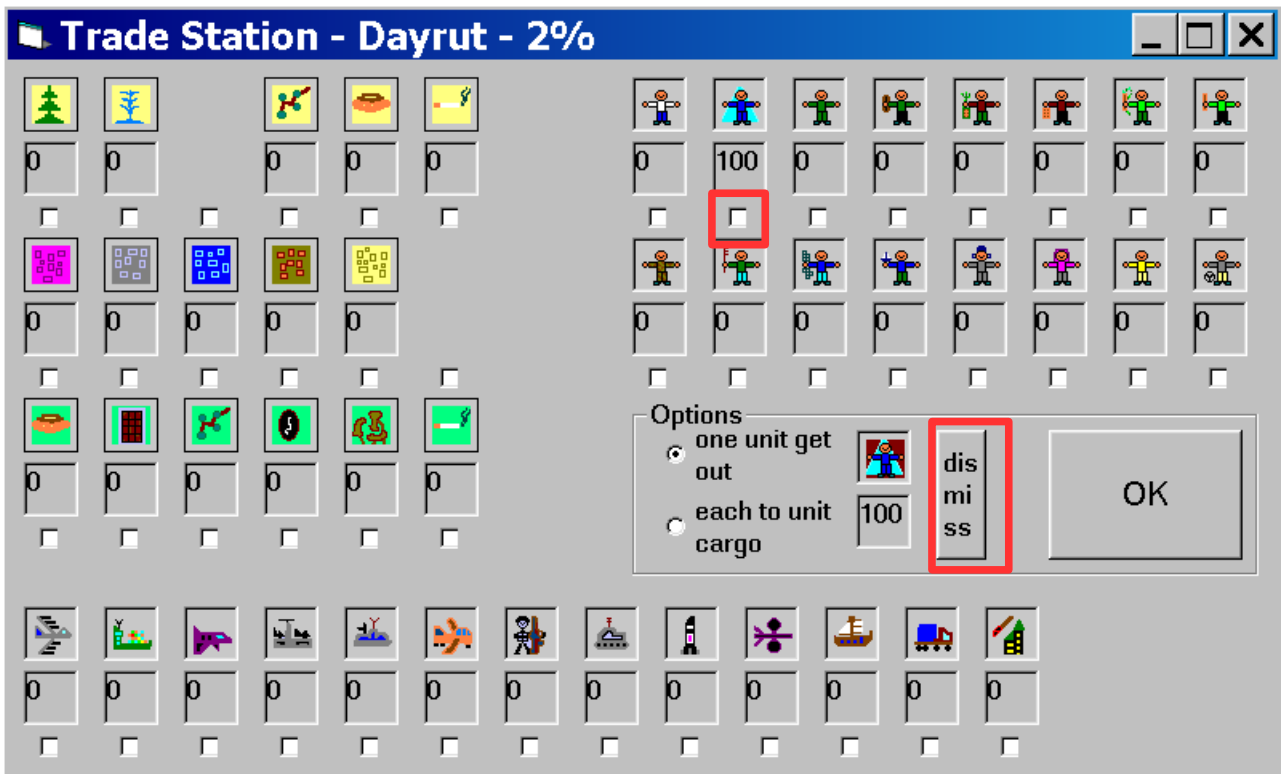 Trade Station - Dayrut - 2%
0 0 0 0 0
0 100 0 0 0 0 0 0
0 0 0 0 0
0 0 0 0 0 0 0 0
0 0 0 0 0 0
Options
one unit get
out
each to unit
cargo
100
dis
mi
ss
OK
0 0 0 0 0 0 0 0 0 0 0 0 0